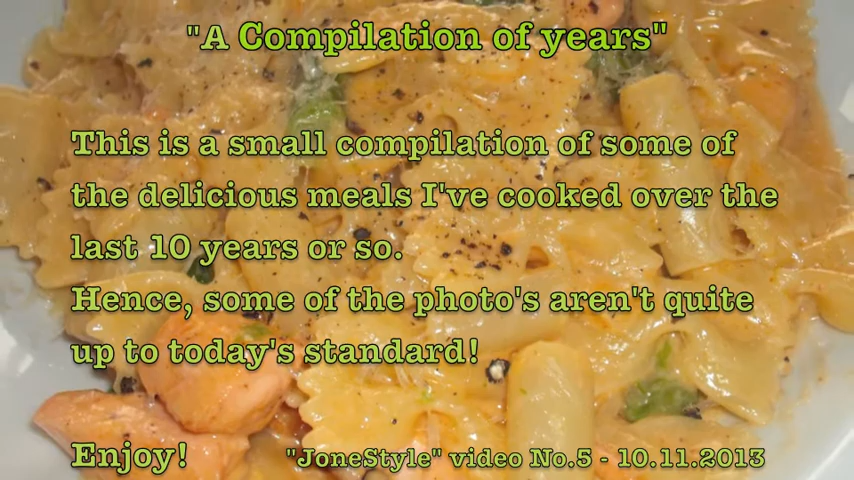 "A Compilation of years"
This is a small compilation of some of
the delicious meals I've cooked over the
last 10 years or so.
Hence, some of the photo's aren't quite
up to today's standard!
Enjoy! "JoneStyle" video No.5 - 10.11.2013